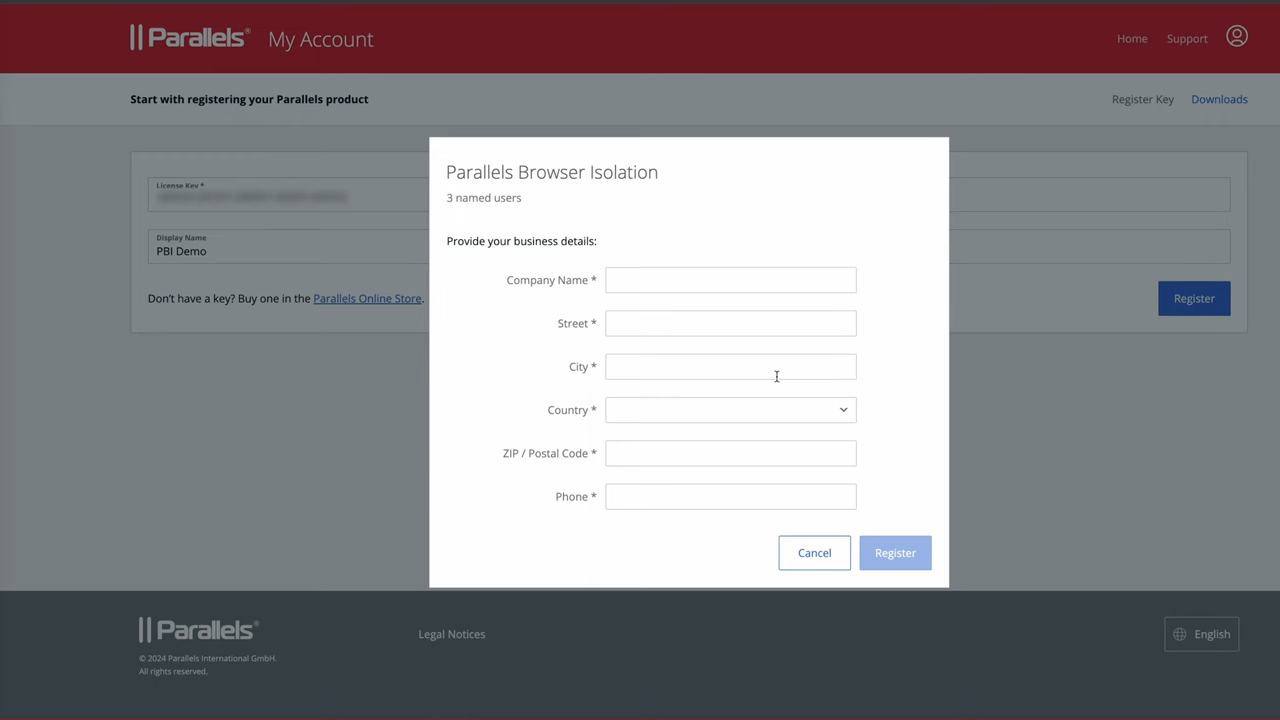 Parallels® My Account
Home Support
Start with registering your Parallels product
Register Key Downloads
License Key *
Display Name
PBI Demo
Don't have a key? Buy one in the Parallels Online Store.
Register
Parallels Browser Isolation
3 named users
Provide your business details:
Company Name *
Street *
City *
Country *
ZIP / Postal Code *
Phone *
Cancel Register
Parallels®
Legal Notices
English
© 2024 Parallels International GmbH.
All rights reserved.